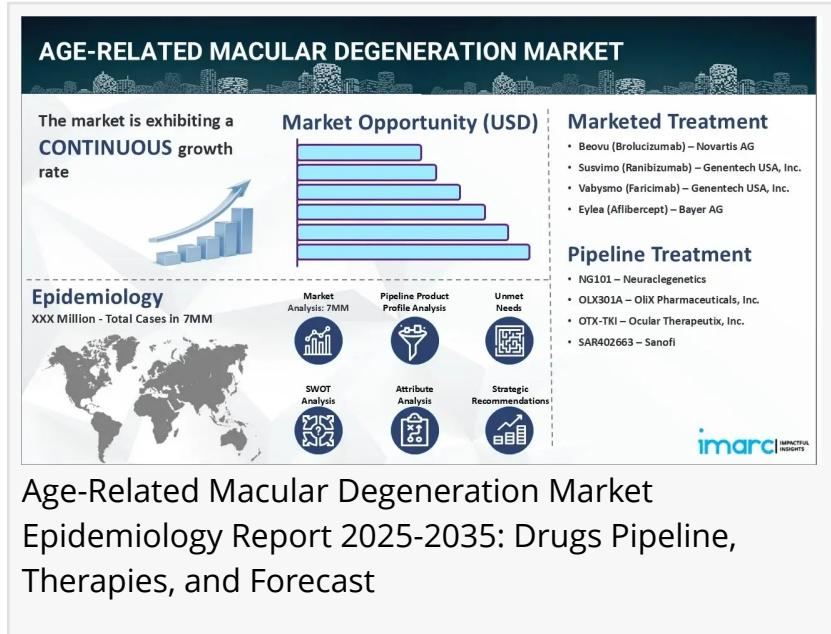 AGE-RELATED MACULAR DEGENERATION MARKET
The market is exhibiting a
CONTINUOUS growth
rate
Market Opportunity (USD)
Epidemiology
XXX Million - Total Cases in 7MM
Market
Analysis: 7MM
Pipeline Product
Profile Analysis
Unmet
Needs
SWOT
Analysis
Attribute
Analysis
Strategic
Recommendations
Marketed Treatment
• Beovu (Brolucizumab) – Novartis AG
• Susvimo (Ranibizumab) – Genentech USA, Inc.
• Vabysmo (Faricimab) – Genentech USA, Inc.
• Eylea (Aflibercept) – Bayer AG
Pipeline Treatment
• NG101 – Neuraclegenetics
• OLX301A – OliX Pharmaceuticals, Inc.
• OTX-TKI – Ocular Therapeutix, Inc.
• SAR402663 – Sanofi
imarc
IMPACTFUL
INSIGHTS
Age-Related Macular Degeneration Market
Epidemiology Report 2025-2035: Drugs Pipeline,
Therapies, and Forecast